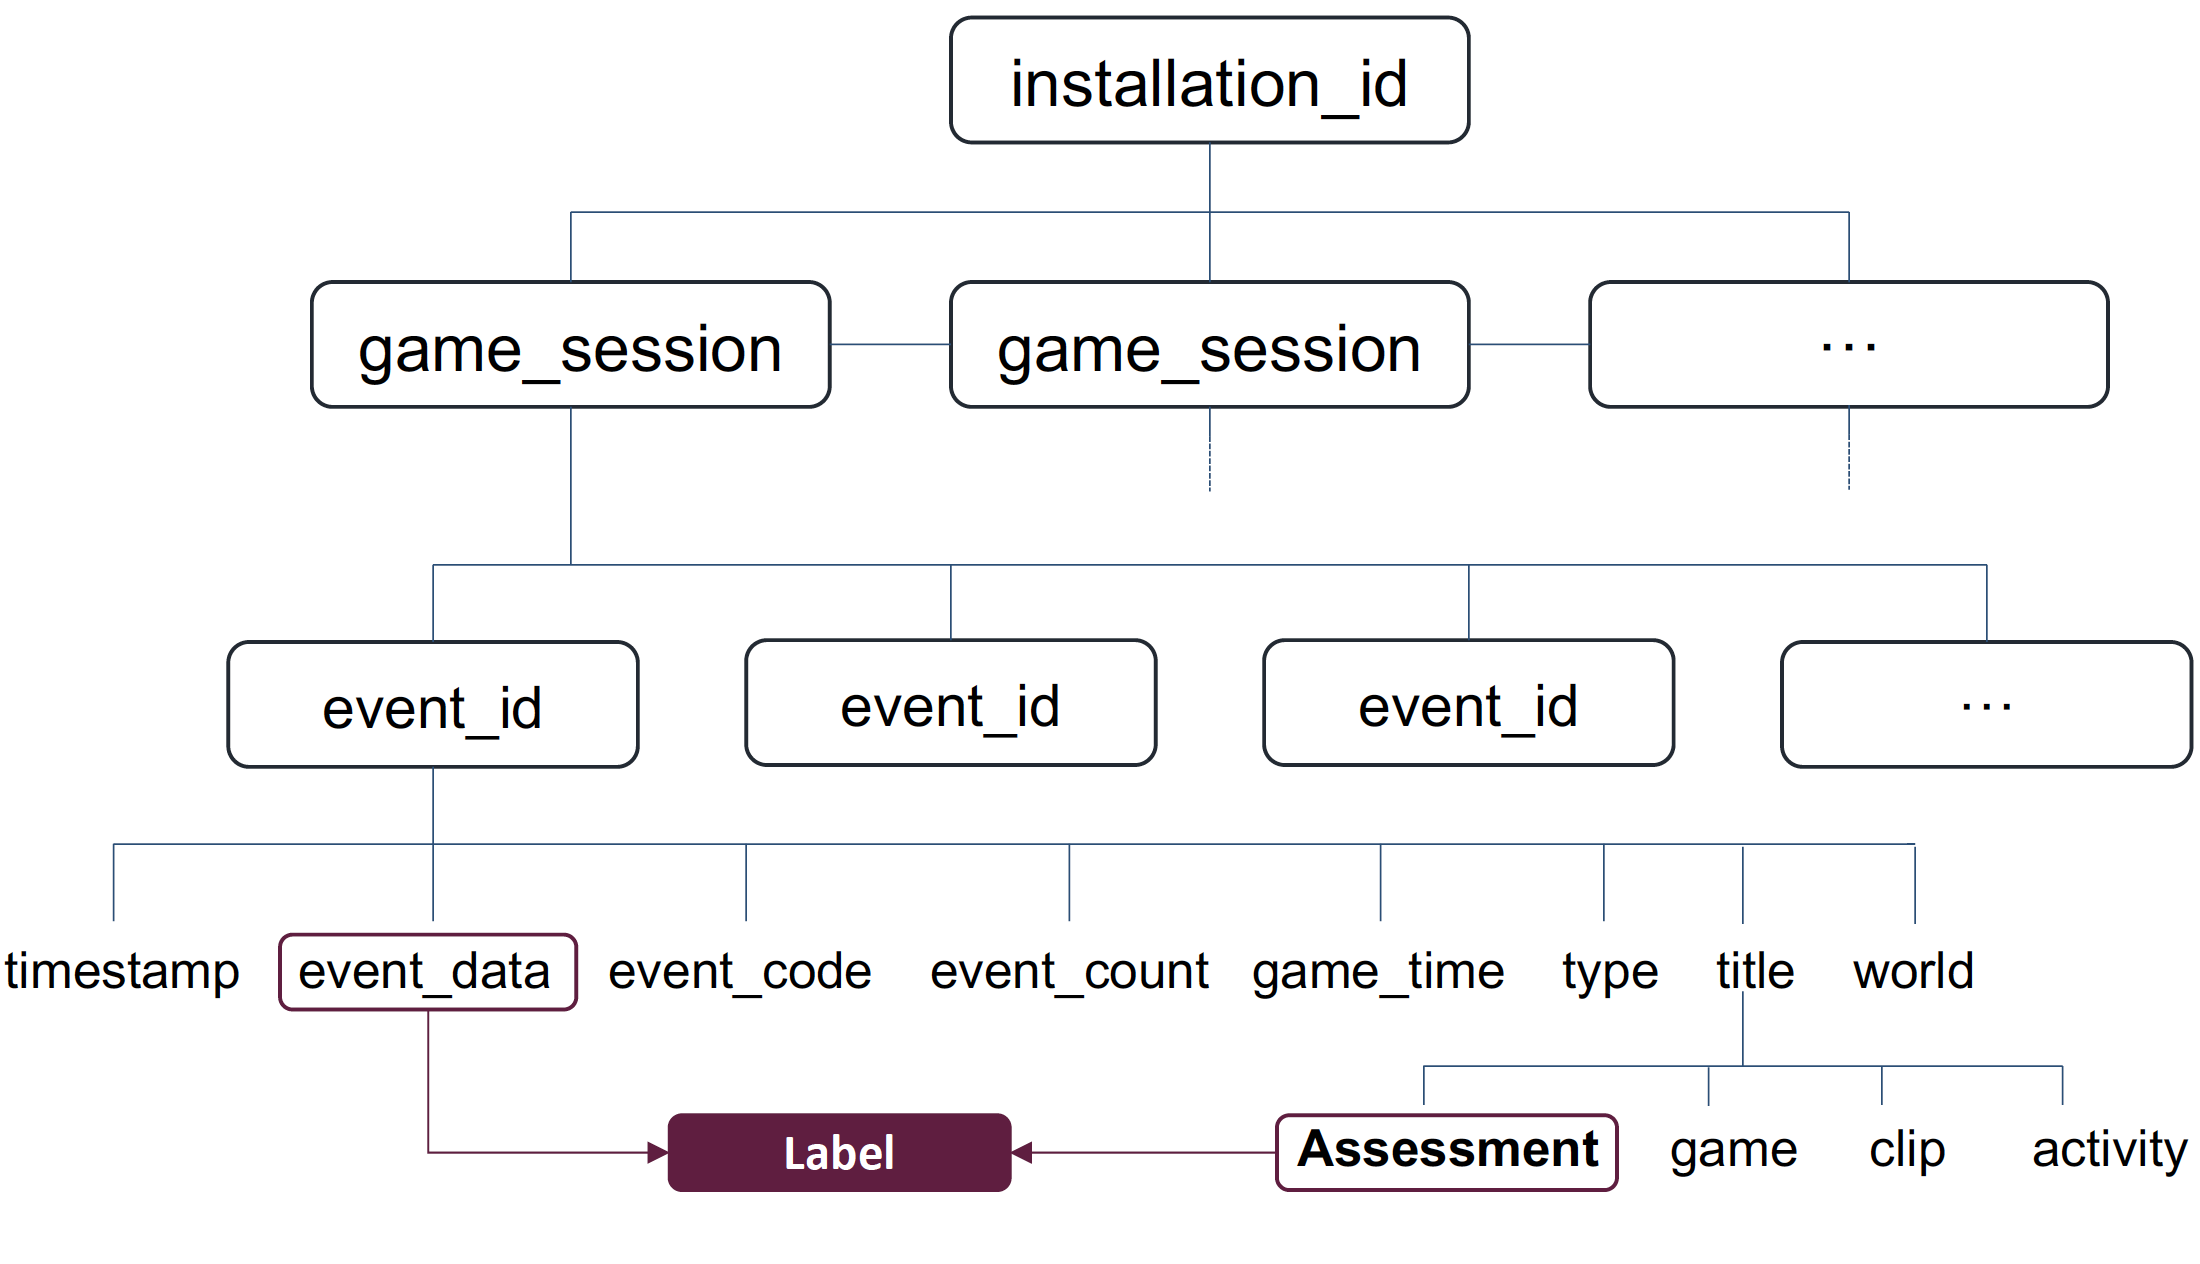 installation_id
game_session
game_session
...
event_id
event_id
event_id
...
timestamp
event_data
event_code
event_count
game_time
type
title
world
Label
Assessment
game
clip
activity